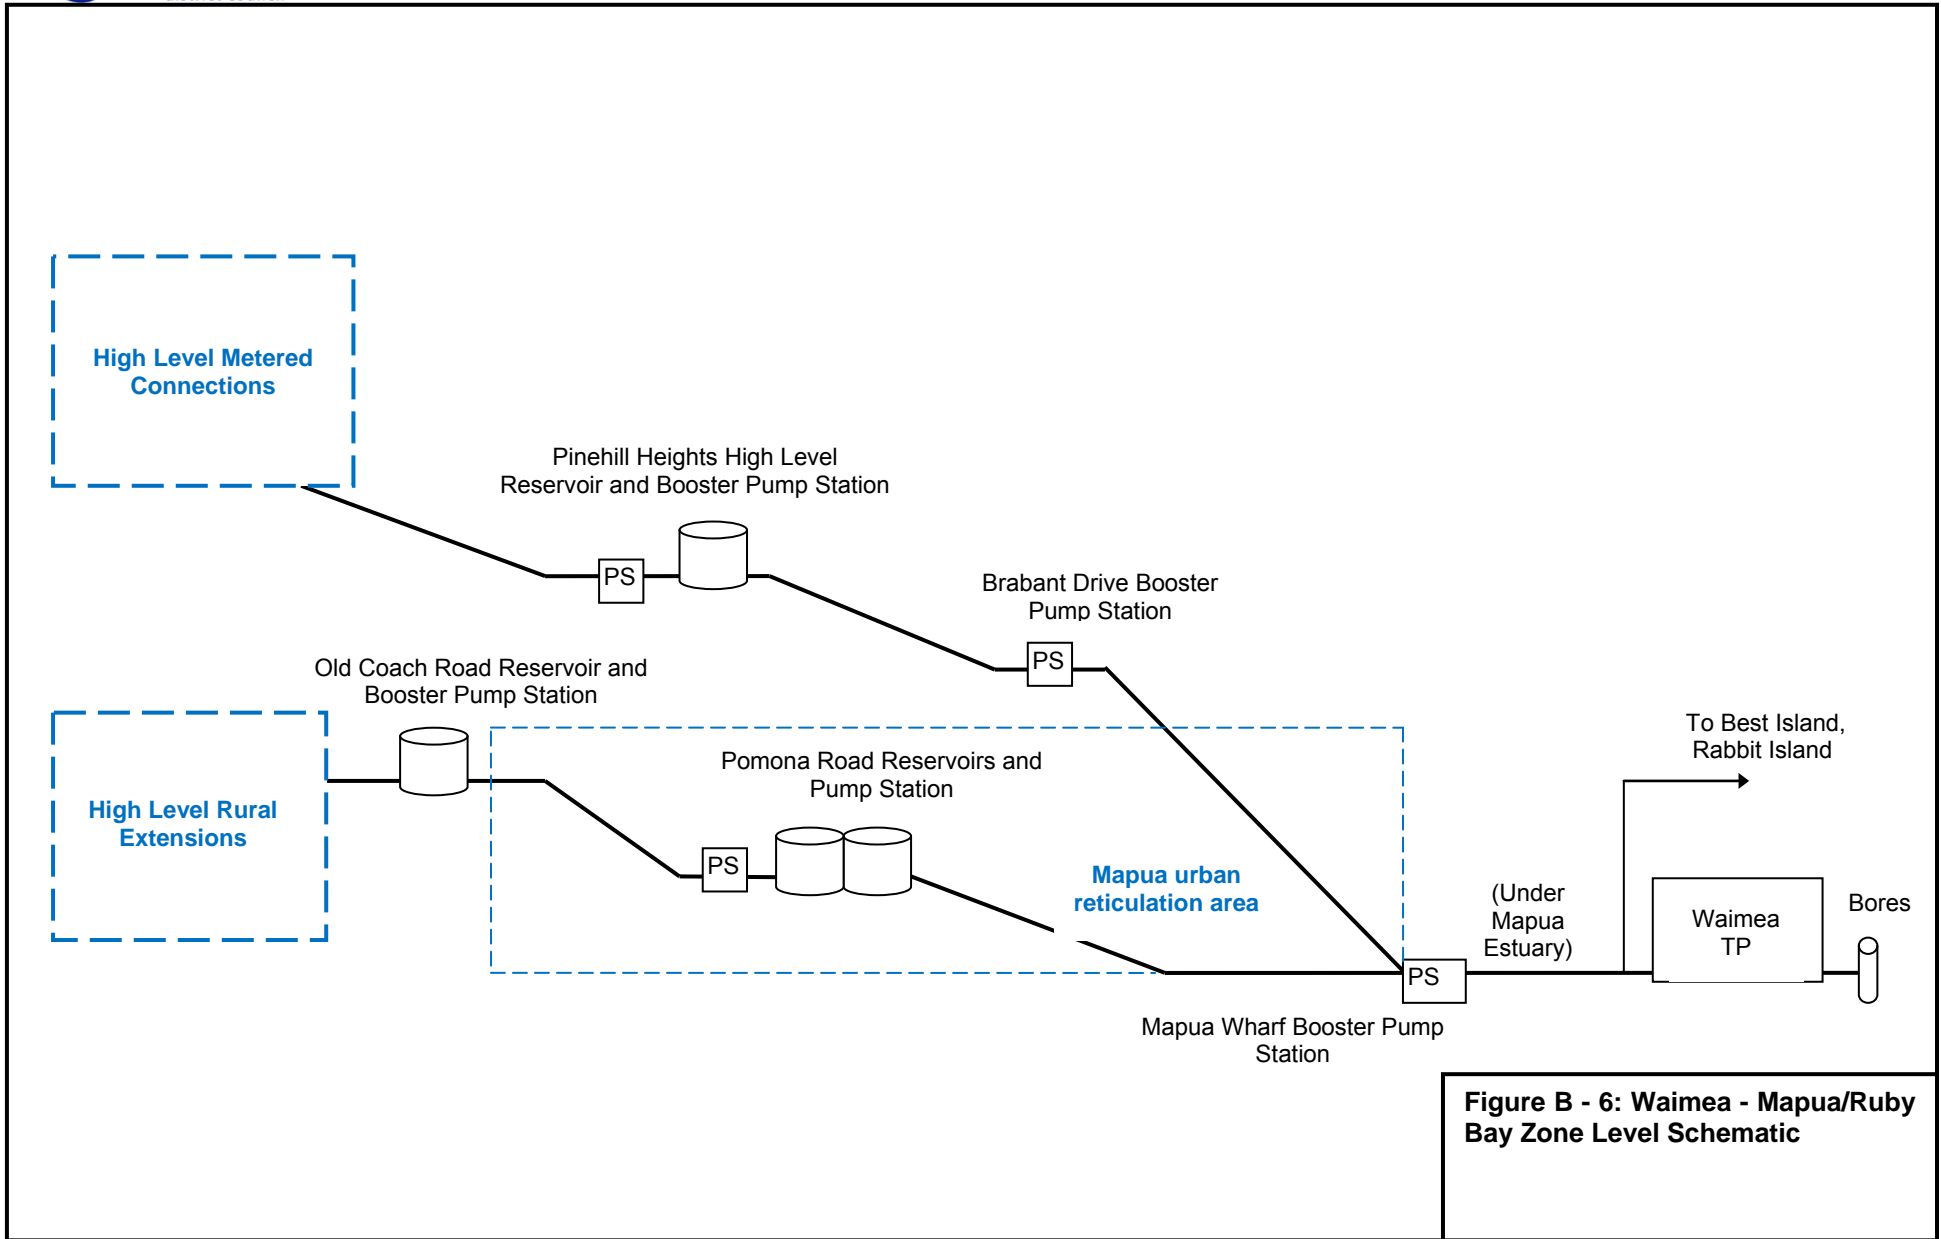 High Level Metered
Connections
Pinehill Heights High Level
Reservoir and Booster Pump Station
PS
Brabant Drive Booster
Pump Station
PS
Old Coach Road Reservoir and
Booster Pump Station
High Level Rural
Extensions
Pomona Road Reservoirs and
Pump Station
PS
Mapua urban
reticulation area
To Best Island,
Rabbit Island
(Under
Mapua
Estuary)
Waimea
TP
Bores
PS
Mapua Wharf Booster Pump
Station
Figure B - 6: Waimea - Mapua/Ruby
Bay Zone Level Schematic